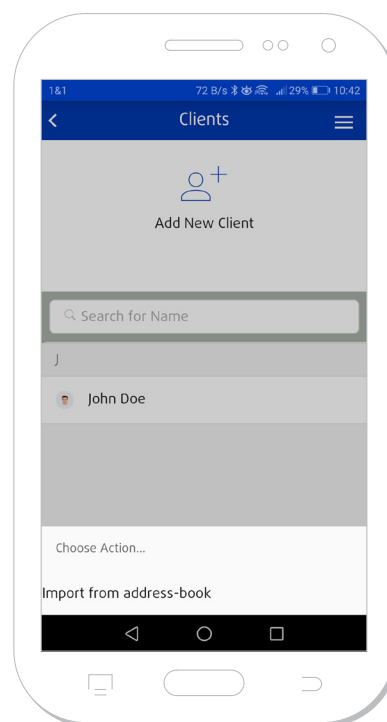 1&1 72 B/s 29% 10:42
Clients
Add New Client
Search for Name
J
John Doe
Choose Action...
Import from address-book